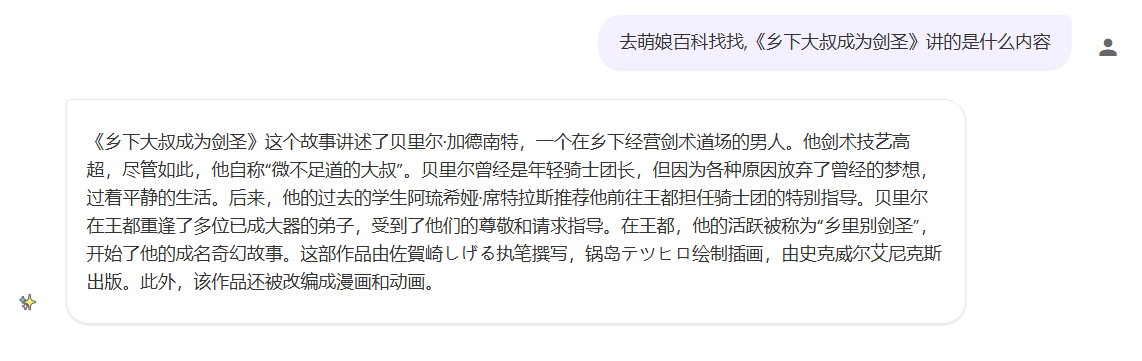 去萌娘百科找找,《乡下大叔成为剑圣》讲的是什么内容
《乡下大叔成为剑圣》这个故事讲述了贝里尔·加德南特，一个在乡下经营剑术道场的男人。他剑术技艺高
超，尽管如此，他自称“微不足道的大叔”。贝里尔曾经是年轻骑士团长，但因为各种原因放弃了曾经的梦想，
过着平静的生活。后来，他的过去的学生阿琉希娅·席特拉斯推荐他前往王都担任骑士团的特别指导。贝里尔
在王都重逢了多位已成大器的弟子，受到了他们的尊敬和请求指导。在王都，他的活跃被称为“乡里别剑圣”，
开始了他的成名奇幻故事。这部作品由佐賀崎しげる执笔撰写，锅岛テツヒロ绘制插画，由史克威尔艾尼克斯
出版。此外，该作品还被改编成漫画和动画。